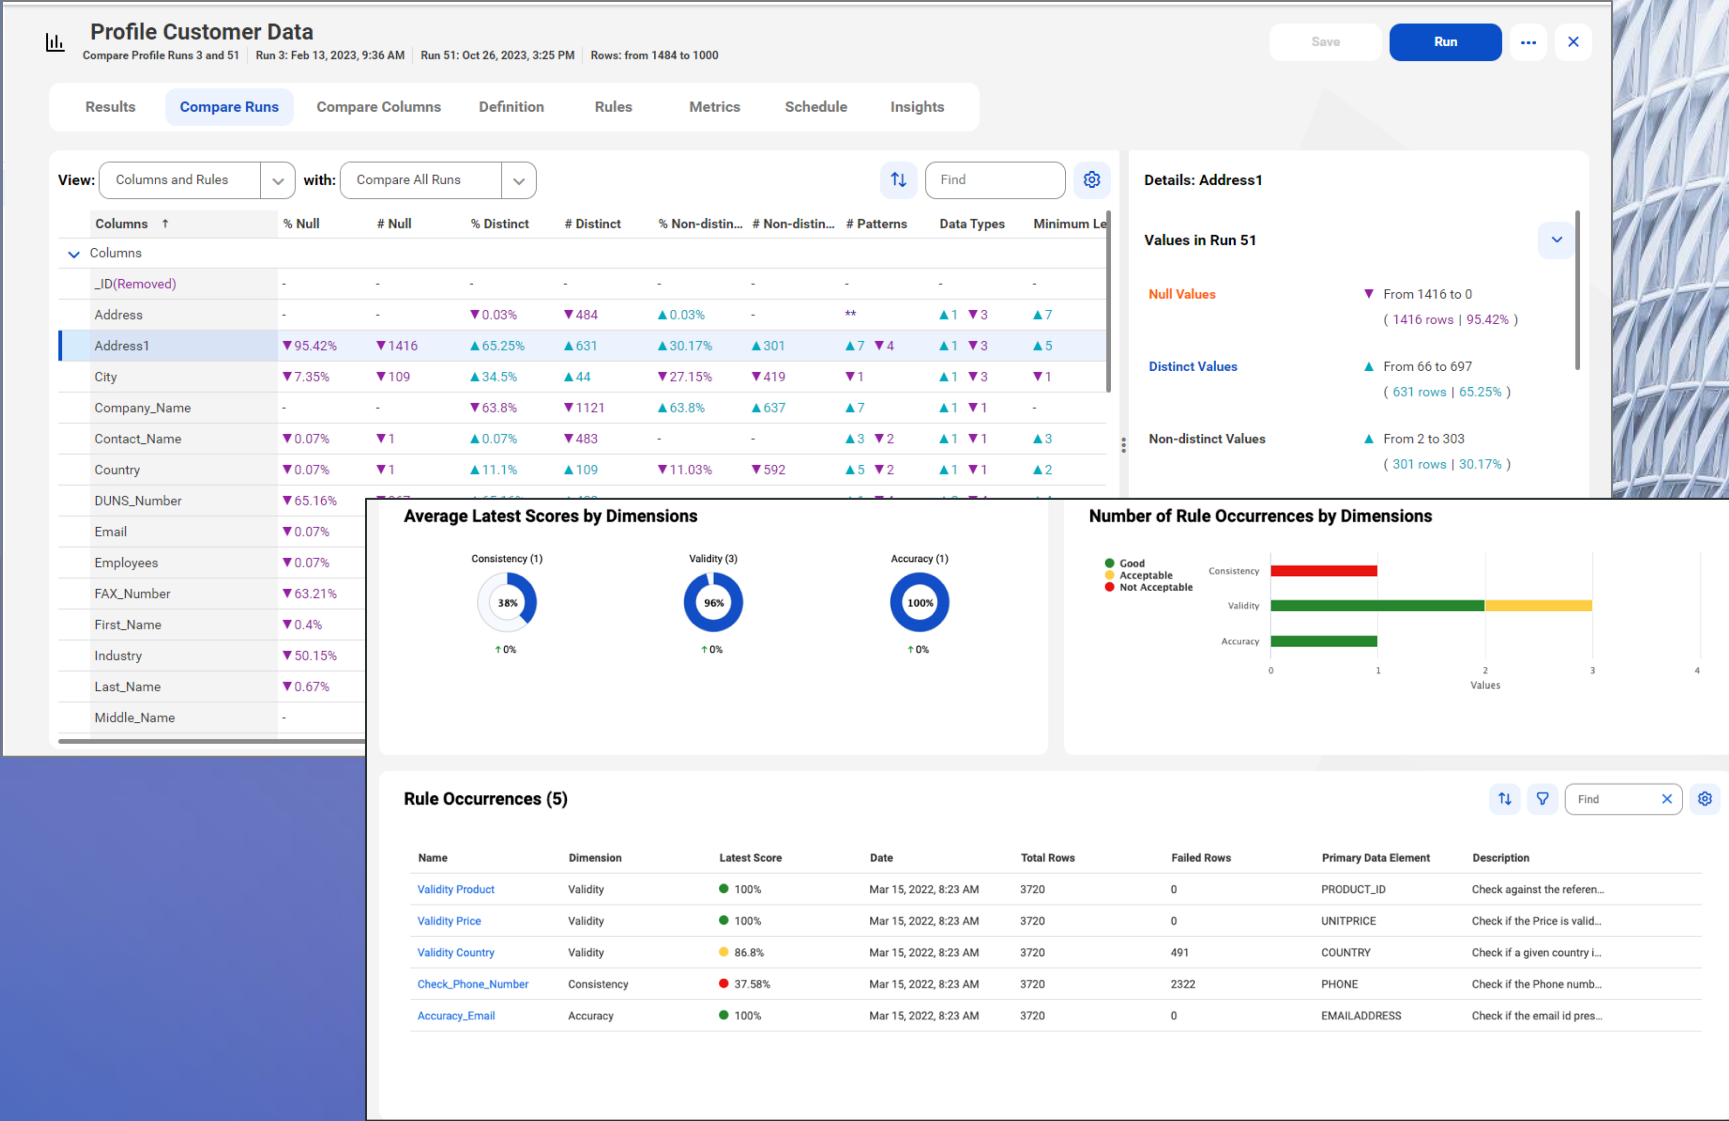 Profile Customer Data
Compare Profile Runs 3 and 51 Run 3: Feb 13, 2023, 9:36 AM Run 51: Oct 26, 2023, 3:25 PM Rows: from 1484 to 1000
Save Run
Results Compare Runs Compare Columns Definition Rules Metrics Schedule Insights
View: Columns and Rules with: Compare All Runs Find
Columns ↑ % Null # Null % Distinct # Distinct % Non-distin... # Non-distin... # Patterns Data Types Minimum Le
Columns
_ID(Removed) - - - - - - - - -
Address - - ▼0.03% ▼484 ▲0.03% - ** ▲1 ▼3 ▲7
Address1 ▼95.42% ▼1416 ▲65.25% ▲631 ▲30.17% ▲301 ▲7 ▼4 ▲1 ▼3 ▲5
City ▼7.35% ▼109 ▲34.5% ▲44 ▼27.15% ▼419 ▼1 ▲1 ▼3 ▼1
Company_Name - - ▼63.8% ▼1121 ▲63.8% ▲637 ▲7 ▲1 ▼1 -
Contact_Name ▼0.07% ▼1 ▲0.07% ▼483 - - ▲3 ▼2 ▲1 ▼1 ▲3
Country ▼0.07% ▼1 ▲11.1% ▲109 ▼11.03% ▼592 ▲5 ▼2 ▲1 ▼1 ▲2
DUNS_Number ▼65.16%
Email ▼0.07%
Employees ▼0.07%
FAX_Number ▼63.21%
First_Name ▼0.4%
Industry ▼50.15%
Last_Name ▼0.67%
Middle_Name -
Details: Address1
Values in Run 51
Null Values ▼ From 1416 to 0
( 1416 rows | 95.42% )
Distinct Values ▲ From 66 to 697
( 631 rows | 65.25% )
Non-distinct Values ▲ From 2 to 303
( 301 rows | 30.17% )
Average Latest Scores by Dimensions
Consistency (1) Validity (3) Accuracy (1)
38% 96% 100%
↑0% ↑0% ↑0%
Number of Rule Occurrences by Dimensions
Good
Acceptable
Not Acceptable
Consistency
Validity
Accuracy
0 1 2 3 4
Values
Rule Occurrences (5)
Find
Name Dimension Latest Score Date Total Rows Failed Rows Primary Data Element Description
Validity Product Validity 100% Mar 15, 2022, 8:23 AM 3720 0 PRODUCT_ID Check against the referen...
Validity Price Validity 100% Mar 15, 2022, 8:23 AM 3720 0 UNITPRICE Check if the Price is valid...
Validity Country Validity 86.8% Mar 15, 2022, 8:23 AM 3720 491 COUNTRY Check if a given country i...
Check_Phone_Number Consistency 37.58% Mar 15, 2022, 8:23 AM 3720 2322 PHONE Check if the Phone numb...
Accuracy_Email Accuracy 100% Mar 15, 2022, 8:23 AM 3720 0 EMAILADDRESS Check if the email id pres...